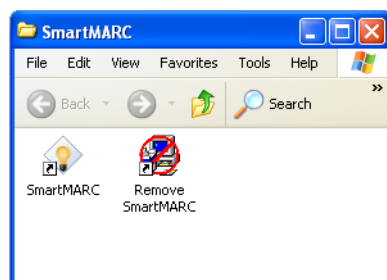 SmartMARC
File Edit View Favorites Tools Help
Back Search
SmartMARC Remove
SmartMARC